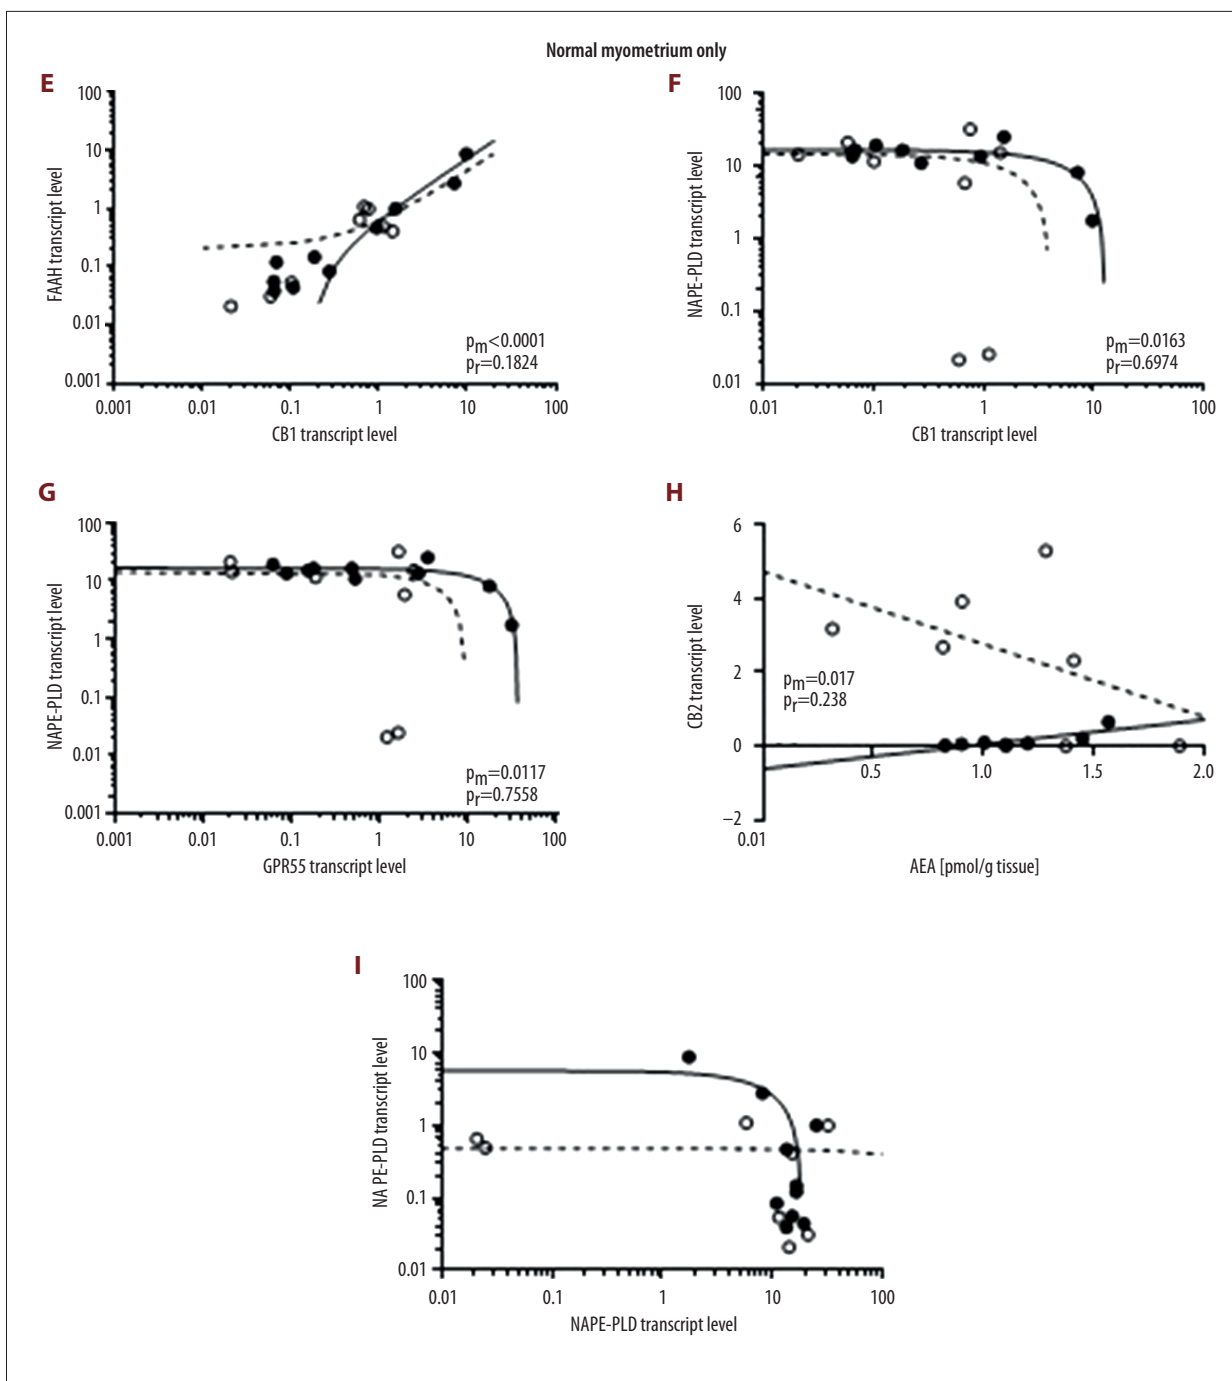 Normal myometrium only
E
100
10
1
0.1
0.01
0.001
FAAH transcript level
pm<0.0001
pr=0.1824
0.001 0.01 0.1 1 10 100
CB1 transcript level
F
100
10
1
0.1
0.01
NAPE-PLD transcript level
pm=0.0163
pr=0.6974
0.01 0.1 1 10 100
CB1 transcript level
G
100
10
1
0.1
0.01
0.001
NAPE-PLD transcript level
pm=0.0117
pr=0.7558
0.001 0.01 0.1 1 10 100
GPR55 transcript level
H
6
4
2
0
−2
CB2 transcript level
pm=0.017
pr=0.238
0.5 1.0 1.5 2.0
0.01
AEA [pmol/g tissue]
I
100
10
1
0.1
0.01
NA PE-PLD transcript level
0.01 0.1 1 10 100
NAPE-PLD transcript level